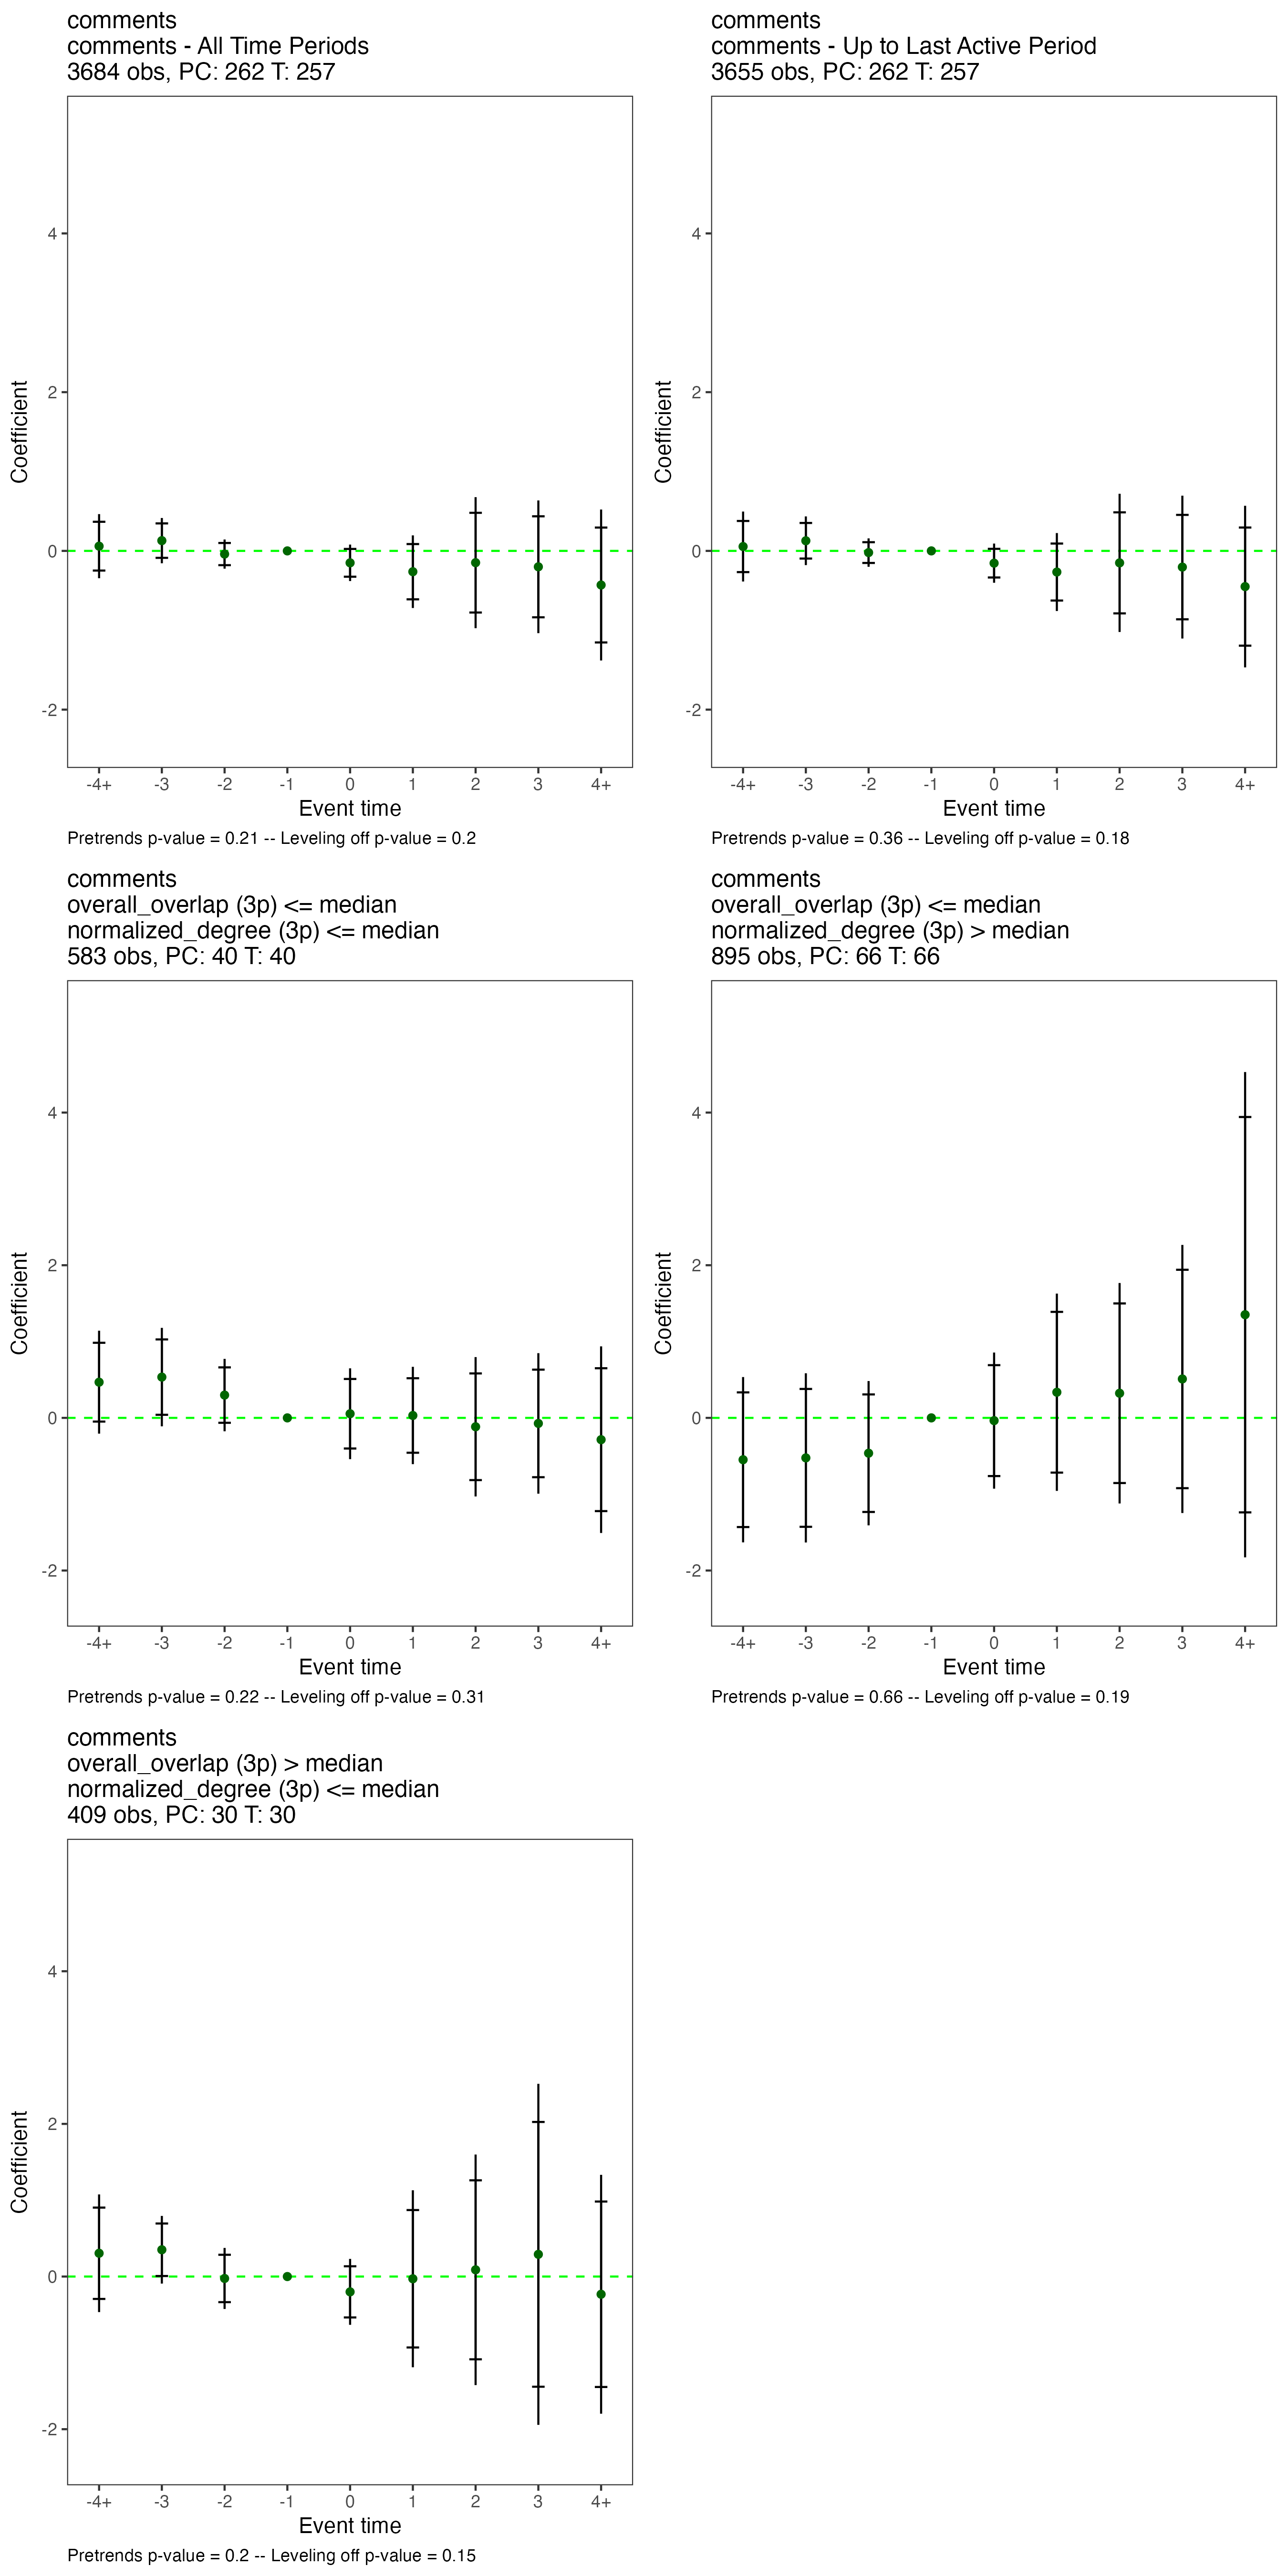 comments
comments - All Time Periods
3684 obs, PC: 262 T: 257
Coefficient
4
2
0
-2
-4+ -3 -2 -1 0 1 2 3 4+
Event time
Pretrends p-value = 0.21 -- Leveling off p-value = 0.2
comments
comments - Up to Last Active Period
3655 obs, PC: 262 T: 257
Coefficient
4
2
0
-2
-4+ -3 -2 -1 0 1 2 3 4+
Event time
Pretrends p-value = 0.36 -- Leveling off p-value = 0.18
comments
overall_overlap (3p) <= median
normalized_degree (3p) <= median
583 obs, PC: 40 T: 40
Coefficient
4
2
0
-2
-4+ -3 -2 -1 0 1 2 3 4+
Event time
Pretrends p-value = 0.22 -- Leveling off p-value = 0.31
comments
overall_overlap (3p) <= median
normalized_degree (3p) > median
895 obs, PC: 66 T: 66
Coefficient
4
2
0
-2
-4+ -3 -2 -1 0 1 2 3 4+
Event time
Pretrends p-value = 0.66 -- Leveling off p-value = 0.19
comments
overall_overlap (3p) > median
normalized_degree (3p) <= median
409 obs, PC: 30 T: 30
Coefficient
4
2
0
-2
-4+ -3 -2 -1 0 1 2 3 4+
Event time
Pretrends p-value = 0.2 -- Leveling off p-value = 0.15